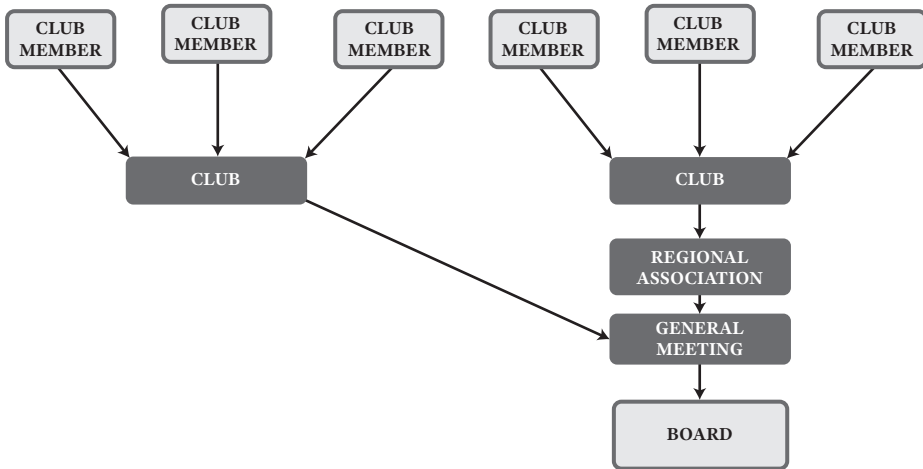 CLUB
MEMBER
CLUB
MEMBER
CLUB
MEMBER
CLUB
MEMBER
CLUB
MEMBER
CLUB
MEMBER
CLUB
CLUB
REGIONAL
ASSOCIATION
GENERAL
MEETING
BOARD